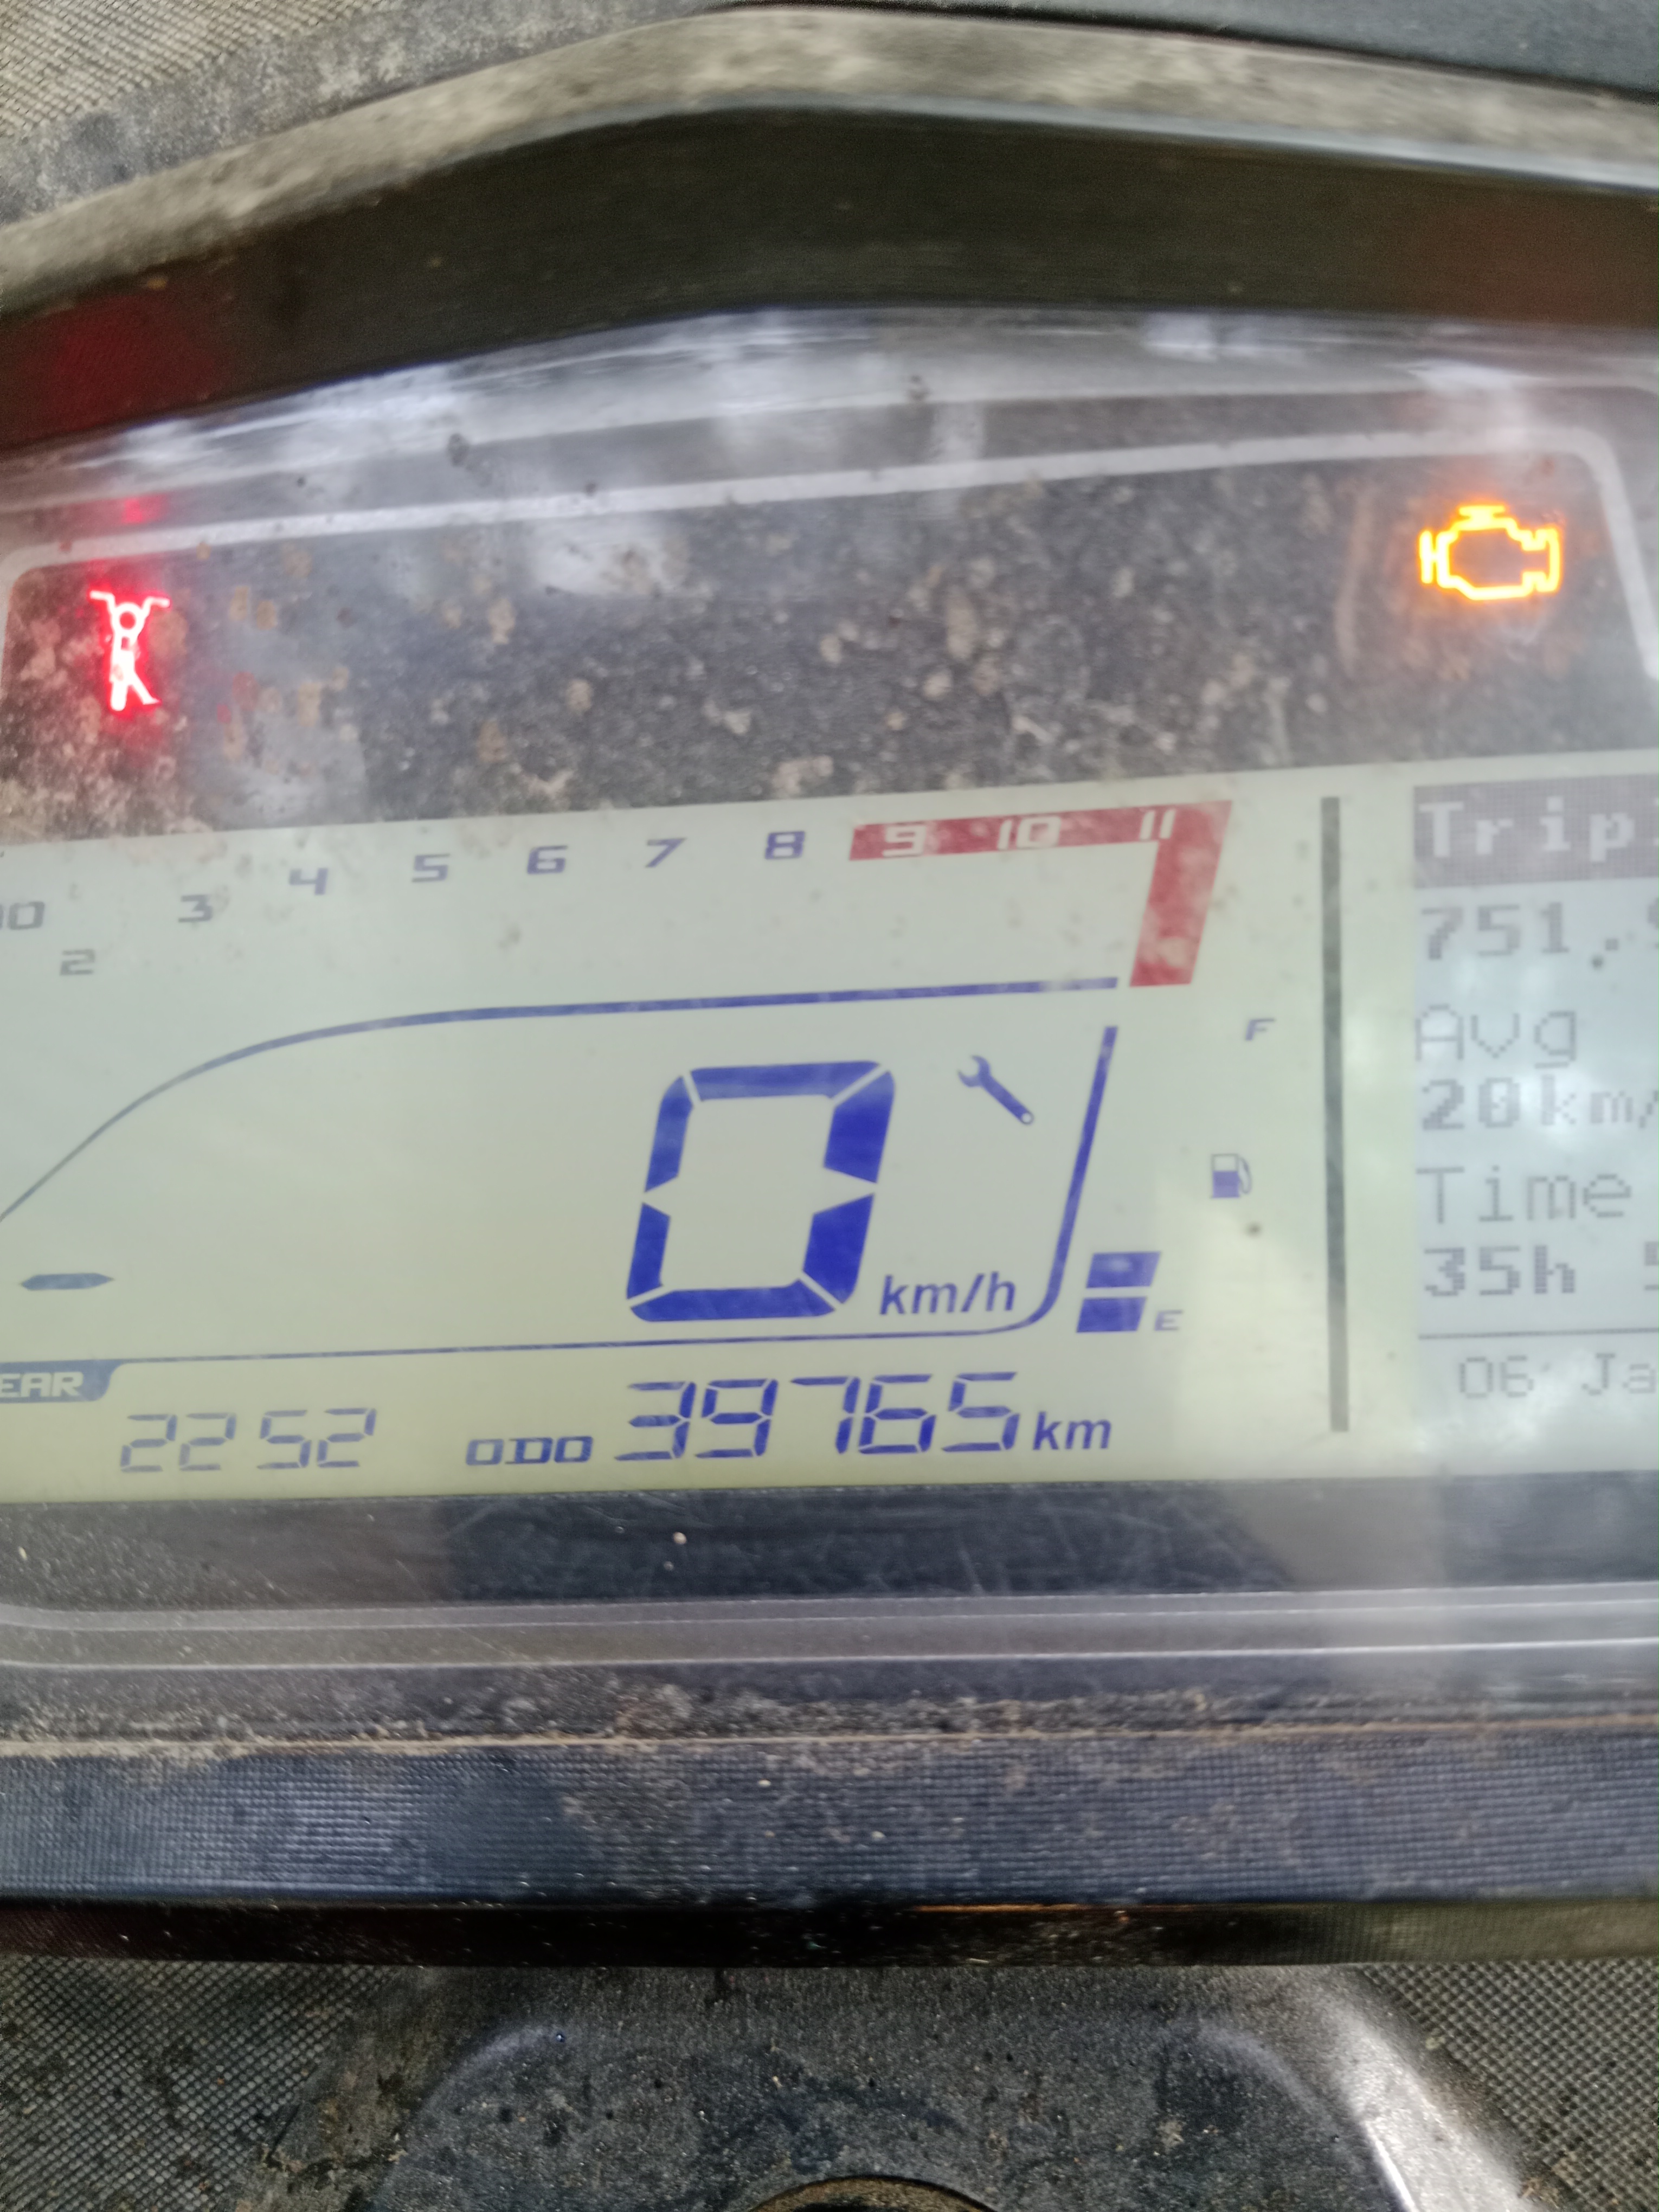 2 3 4 5 6 7 8 9 10 11
Trip
751.
Avg
20km/
Time
35h
F
0 km/h
E
EAR
22 52 ODO 39765 km
06 Ja